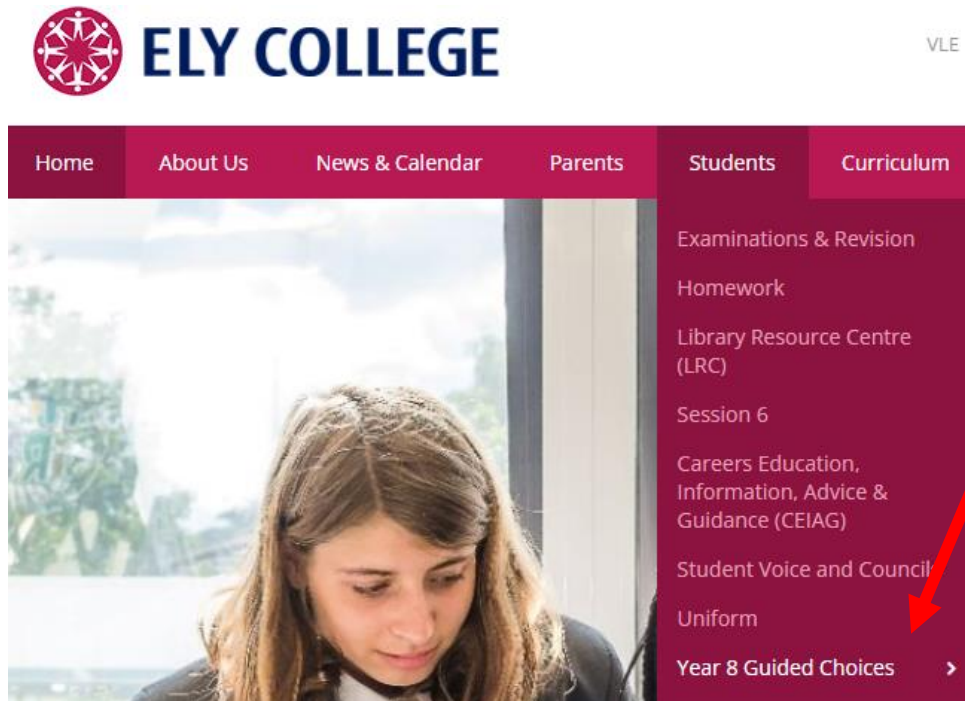 ELY COLLEGE
VLE
Home About Us News & Calendar Parents Students Curriculum
Examinations & Revision
Homework
Library Resource Centre
(LRC)
Session 6
Careers Education,
Information, Advice &
Guidance (CEIAG)
Student Voice and Councils
Uniform
Year 8 Guided Choices